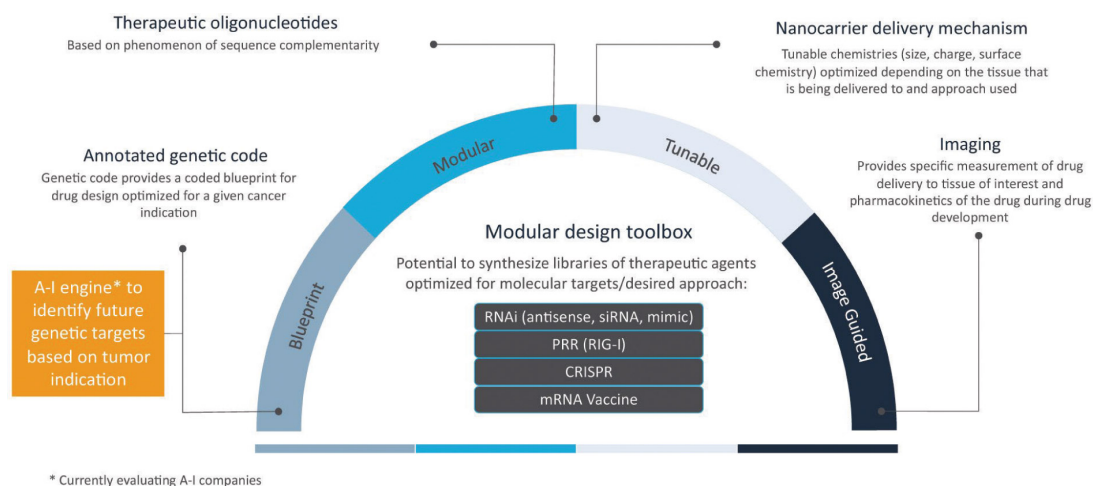 Therapeutic oligonucleotides
Based on phenomenon of sequence complementarity
Nanocarrier delivery mechanism
Tunable chemistries (size, charge, surface
chemistry) optimized depending on the tissue that
is being delivered to and approach used
Annotated genetic code
Genetic code provides a coded blueprint for
drug design optimized for a given cancer
indication
Imaging
Provides specific measurement of drug
delivery to tissue of interest and
pharmacokinetics of the drug during drug
development
A-I engine* to
identify future
genetic targets
based on tumor
indication
Blueprint
Modular
Tunable
Image Guided
Modular design toolbox
Potential to synthesize libraries of therapeutic agents
optimized for molecular targets/desired approach:
RNAi (antisense, siRNA, mimic)
PRR (RIG-I)
CRISPR
mRNA Vaccine
* Currently evaluating A-I companies